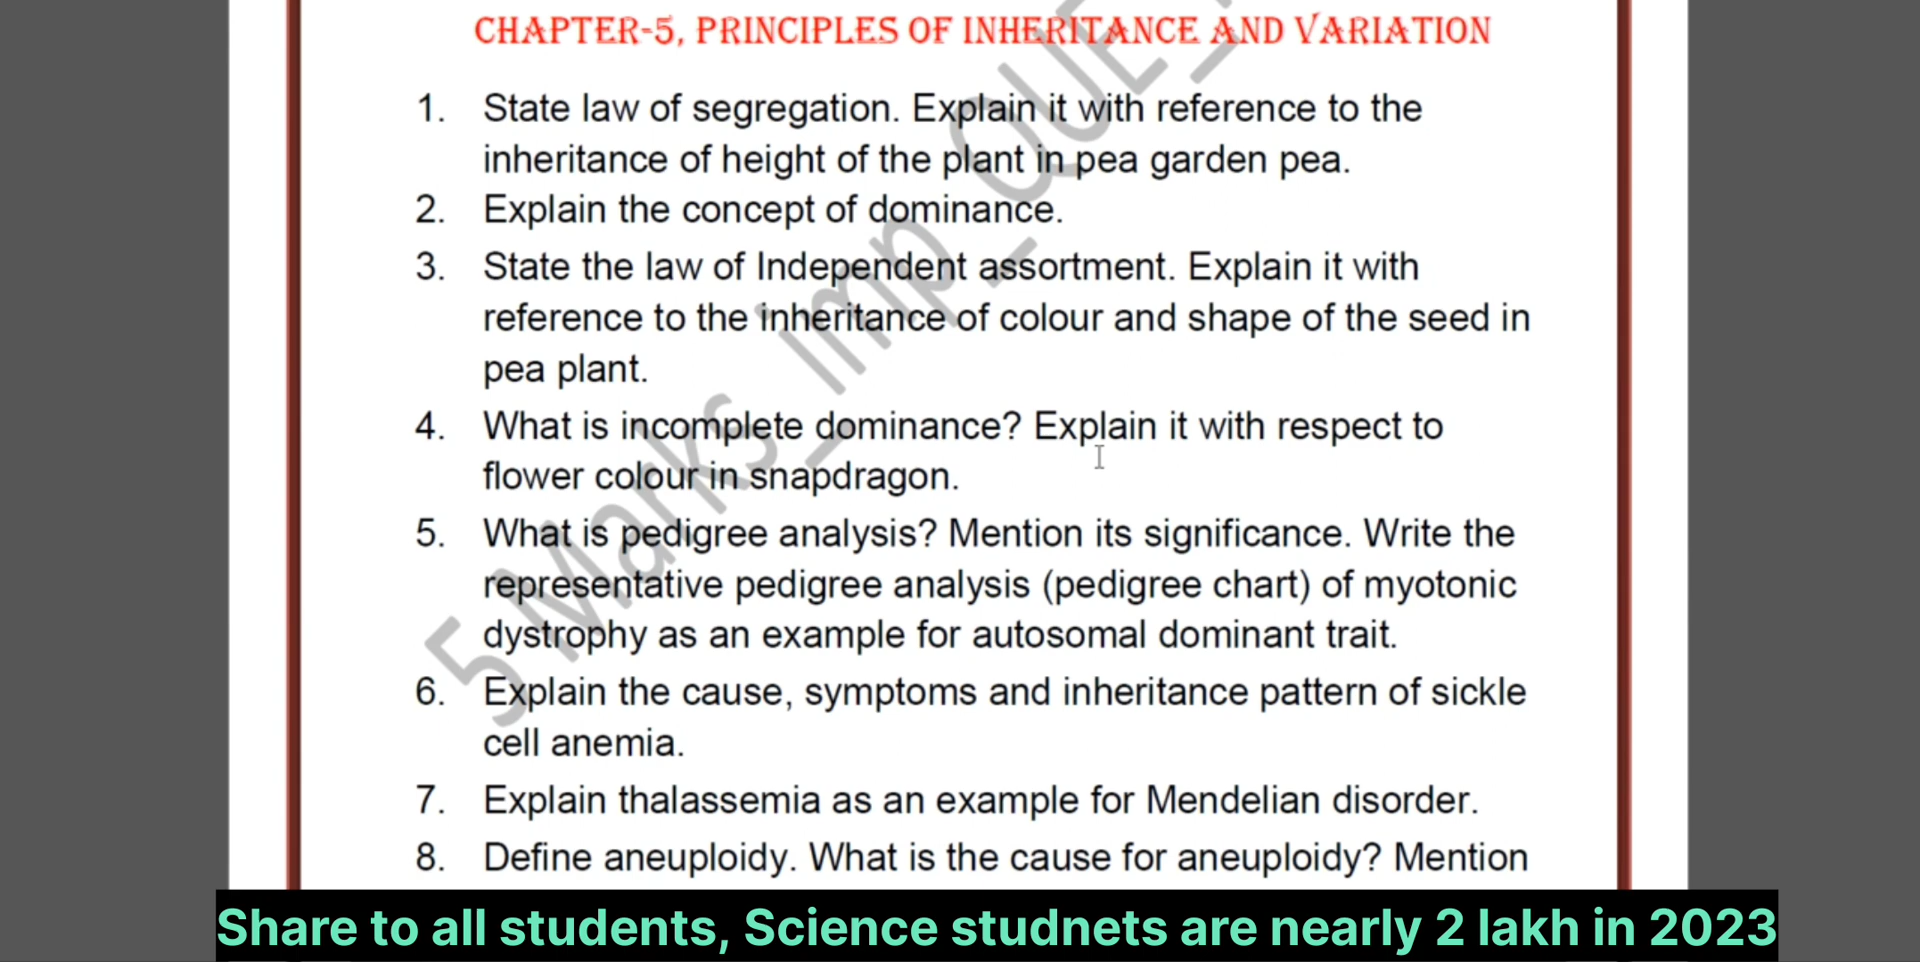 CHAPTER-5, PRINCIPLES OF INHERITANCE AND VARIATION
1. State law of segregation. Explain it with reference to the
inheritance of height of the plant in pea garden pea.
2. Explain the concept of dominance.
3. State the law of Independent assortment. Explain it with
reference to the inheritance of colour and shape of the seed in
pea plant.
4. What is incomplete dominance? Explain it with respect to
flower colour in snapdragon.
5. What is pedigree analysis? Mention its significance. Write the
representative pedigree analysis (pedigree chart) of myotonic
dystrophy as an example for autosomal dominant trait.
6. Explain the cause, symptoms and inheritance pattern of sickle
cell anemia.
7. Explain thalassemia as an example for Mendelian disorder.
8. Define aneuploidy. What is the cause for aneuploidy? Mention
5 Marks_Imp_QUE_
Share to all students, Science studnets are nearly 2 lakh in 2023